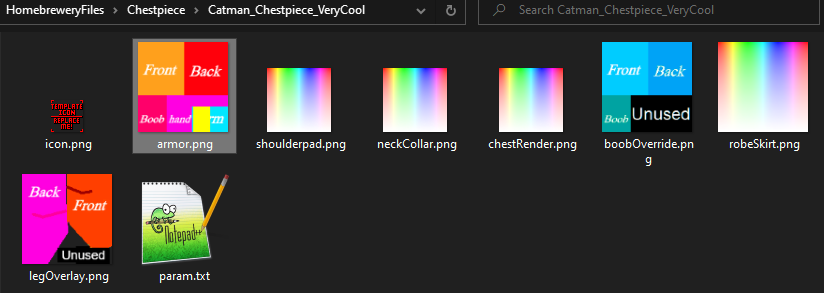 HomebreweryFiles > Chestpiece > Catman_Chestpiece_VeryCool
Search Catman_Chestpiece_VeryCool
TEMPLATE
ICON
REPLACE
ME!
Front Back
Boob hand rm
Front Back
Boob Unused
icon.png
armor.png
shoulderpad.png
neckCollar.png
chestRender.png
boobOverride.pn
g
robeSkirt.png
Back
Front
Unused
Notepad++
legOverlay.png
param.txt